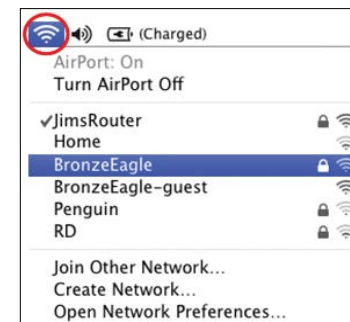 (Charged)
AirPort: On
Turn AirPort Off
✓JimsRouter
Home
BronzeEagle
BronzeEagle-guest
Penguin
RD
Join Other Network...
Create Network...
Open Network Preferences...